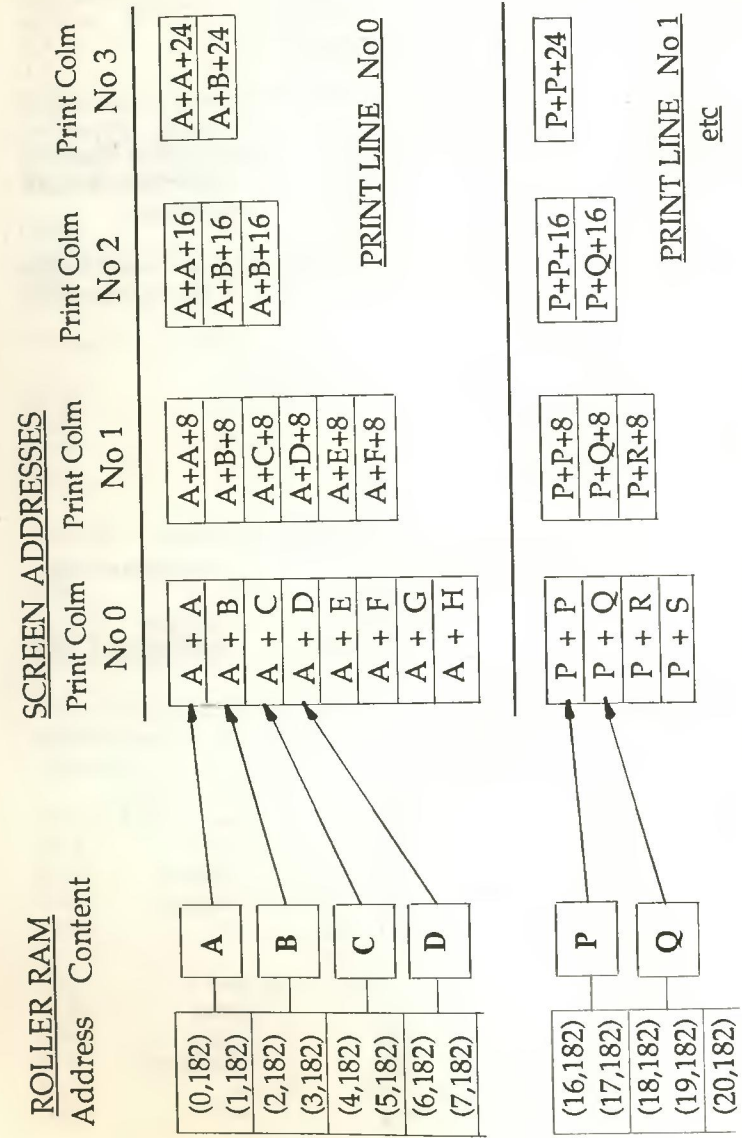 SCREEN ADDRESSES
ROLLER RAM
Address Content
Print Colm No 0
Print Colm No 1
Print Colm No 2
Print Colm No 3
(0,182)
(1,182)
(2,182)
(3,182)
(4,182)
(5,182)
(6,182)
(7,182)
A
B
C
D
A + A
A + B
A + C
A + D
A + E
A + F
A + G
A + H
A+A+8
A+B+8
A+C+8
A+D+8
A+E+8
A+F+8
A+A+16
A+B+16
A+B+16
A+A+24
A+B+24
PRINT LINE No 0
(16,182)
(17,182)
(18,182)
(19,182)
(20,182)
P
Q
P + P
P + Q
P + R
P + S
P+P+8
P+Q+8
P+R+8
P+P+16
P+Q+16
P+P+24
PRINT LINE No 1
etc